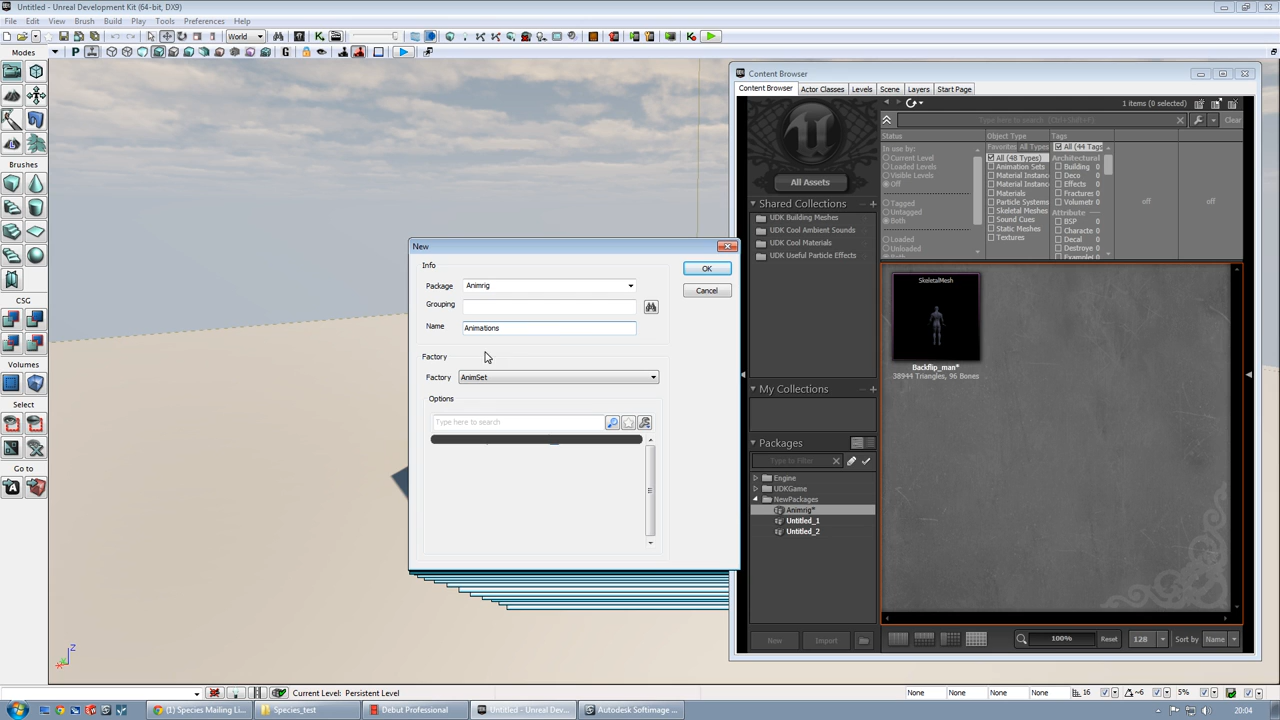 Untitled - Unreal Development Kit (64-bit, DX9)
File Edit View Brush Build Play Tools Preferences Help
World
Modes
P
G
Brushes
CSG
Volumes
Select
Go to
Content Browser
Content Browser Actor Classes Levels Scene Layers Start Page
1 items (0 selected)
Type here to search (Ctrl+Shift+F)
Clear
All Assets
Status
In use by:
Current Level
Loaded Levels
Visible Levels
Off
Tagged
Untagged
Both
Loaded
Unloaded
Object Type
Favorites All Types
All (48 Types)
Animation Sets
Material Instanc
Material Instanc
Materials
Particle Systems
Skeletal Meshes
Sound Cues
Static Meshes
Textures
Tags
All (44 Tags
Architectural
Building 0
Deco 0
Effects 0
Fractures 0
Volumetr 0
Attribute
BSP 0
Characte 0
Decal 0
Destroye 0
off
off
Shared Collections
UDK Building Meshes
UDK Cool Ambient Sounds
UDK Cool Materials
UDK Useful Particle Effects
My Collections
Packages
Type to Filter
Engine
UDKGame
NewPackages
Animrig*
Untitled_1
Untitled_2
New Import
SkeletalMesh
Backflip_man*
38944 Triangles, 96 Bones
100% Reset 128 Sort by Name
New
Info
Package Animrig
Grouping
Name Animations
OK
Cancel
Factory
Factory AnimSet
Options
Type here to search
Z
X
Current Level: Persistent Level
None None None None 16 6° 5%
(1) Species Mailing Li...
Species_test
Debut Professional
Untitled - Unreal Dev...
Autodesk Softimage ...
20:04